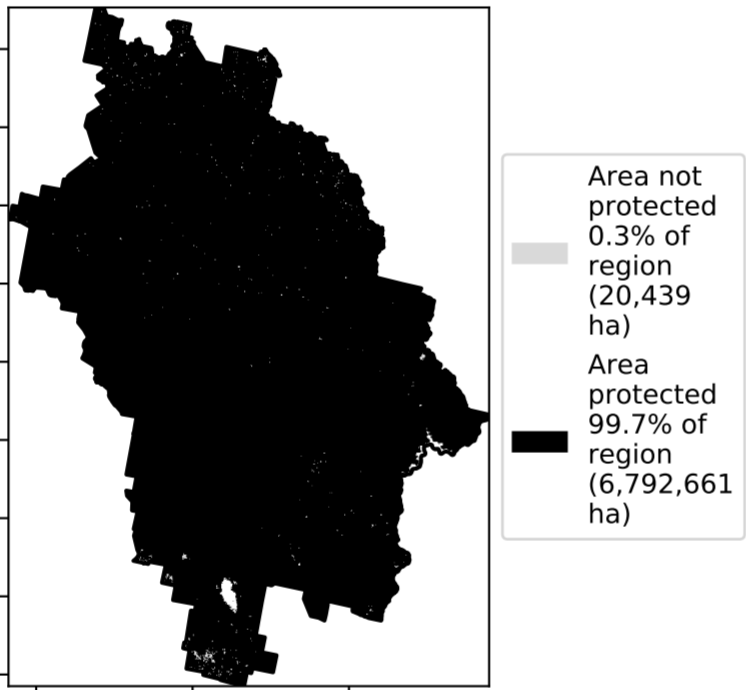 Area not
protected
0.3% of
region
(20,439
ha)
Area
protected
99.7% of
region
(6,792,661
ha)